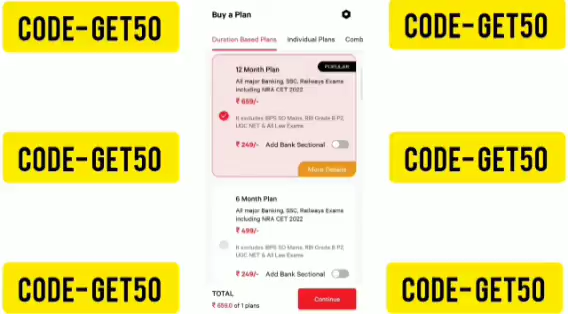 CODE-GET50
CODE-GET50
CODE-GET50
CODE-GET50
CODE-GET50
CODE-GET50
Buy a Plan
Duration Based Plans Individual Plans Comb
POPULAR
12 Month Plan
All major Banking, SSC, Railways Exams
including NRA CET 2022
₹ 659/-
It excludes IBPS SO Mains, RBI Grade B P2,
UGC NET & All Law Exams
₹ 249/- Add Bank Sectional
More Details
6 Month Plan
All major Banking, SSC, Railways Exams
including NRA CET 2022
₹ 499/-
It excludes IBPS SO Mains, RBI Grade B P2,
UGC NET & All Law Exams
₹ 249/- Add Bank Sectional
TOTAL
₹ 659.0 of 1 plans
Continue